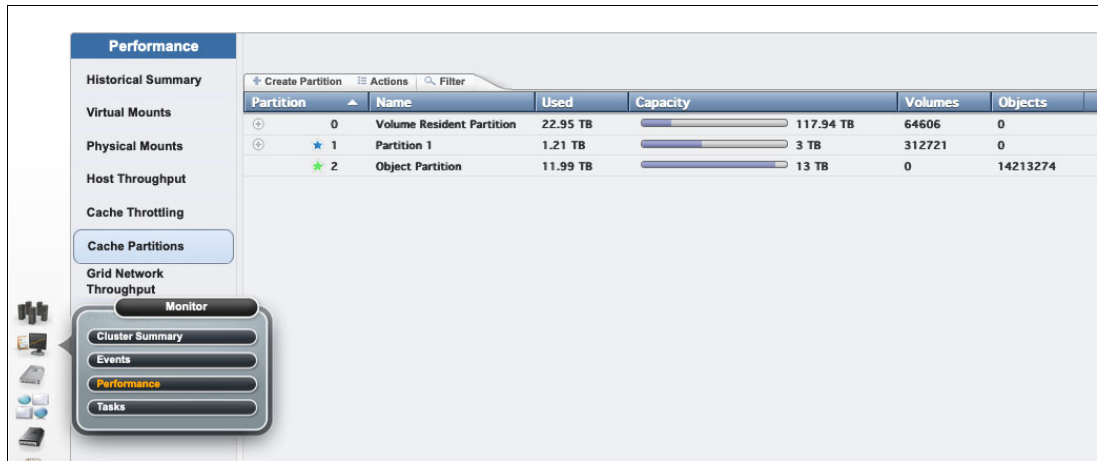 Performance
Historical Summary
Virtual Mounts
Physical Mounts
Host Throughput
Cache Throttling
Cache Partitions
Grid Network
Throughput
Monitor
Cluster Summary
Events
Performance
Tasks
Create Partition Actions Filter
Partition Name Used Capacity Volumes Objects
0 Volume Resident Partition 22.95 TB 117.94 TB 64606 0
1 Partition 1 1.21 TB 3 TB 312721 0
2 Object Partition 11.99 TB 13 TB 0 14213274